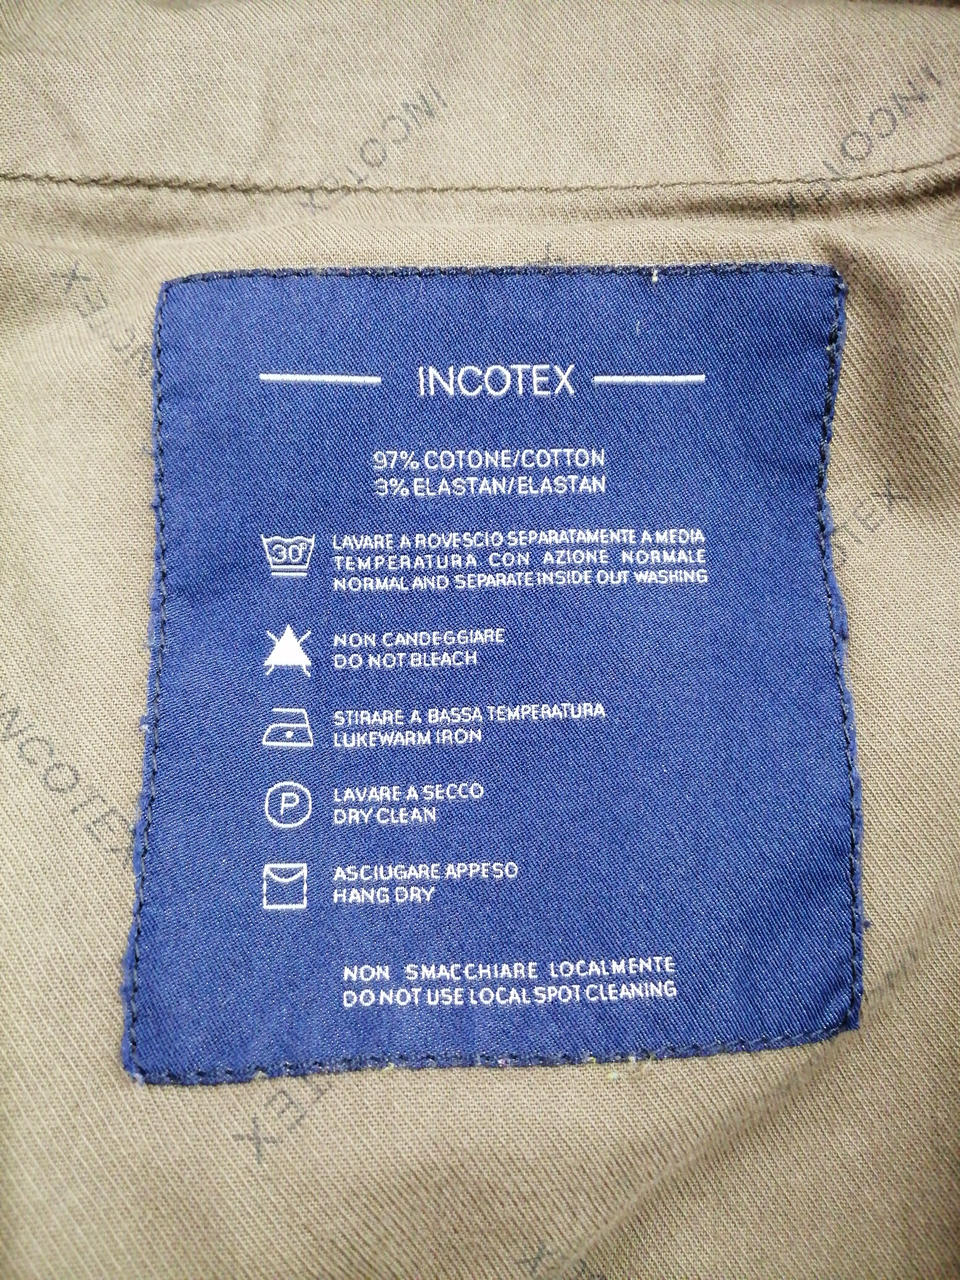 INCOTEX
INCOTEX
INCOTEX
97% COTONE/COTTON
3% ELASTAN/ELASTAN
30°
LAVARE A ROVESCIO SEPARATAMENTE A MEDIA
TEMPERATURA CON AZIONE NORMALE
NORMAL AND SEPARATE INSIDE OUT WASHING
NON CANDEGGIARE
DO NOT BLEACH
STIRARE A BASSA TEMPERATURA
LUKEWARM IRON
P
LAVARE A SECCO
DRY CLEAN
ASCIUGARE APPESO
HANG DRY
NON SMACCHIARE LOCALMENTE
DO NOT USE LOCAL SPOT CLEANING
INCOTEX